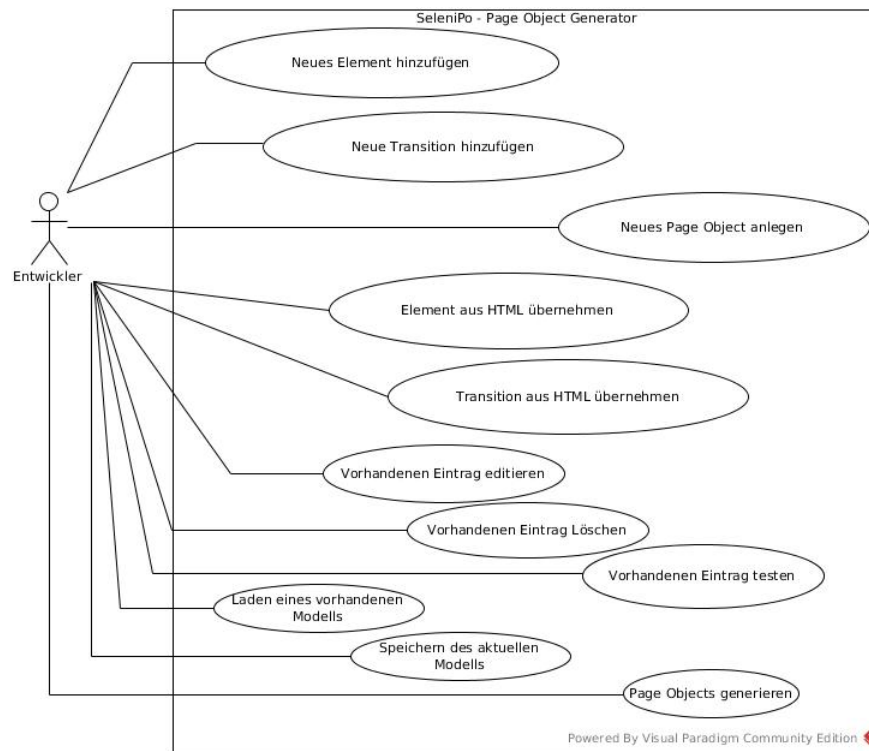 SeleniPo - Page Object Generator
Neues Element hinzufügen
Neue Transition hinzufügen
Neues Page Object anlegen
Entwickler
Element aus HTML übernehmen
Transition aus HTML übernehmen
Vorhandenen Eintrag editieren
Vorhandenen Eintrag Löschen
Vorhandenen Eintrag testen
Laden eines vorhandenen
Modells
Speichern des aktuellen
Modells
Page Objects generieren
Powered By Visual Paradigm Community Edition